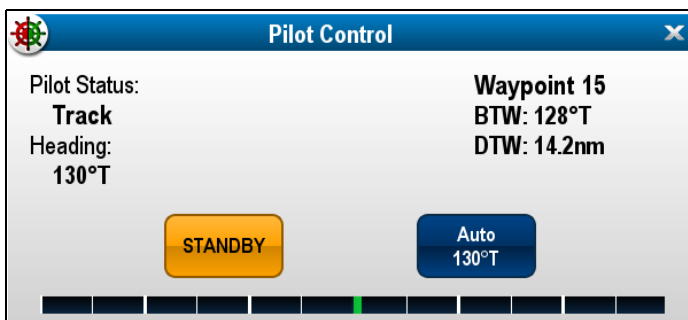 Pilot Control
Pilot Status:
Track
Heading:
130°T
Waypoint 15
BTW: 128°T
DTW: 14.2nm
STANDBY
Auto
130°T